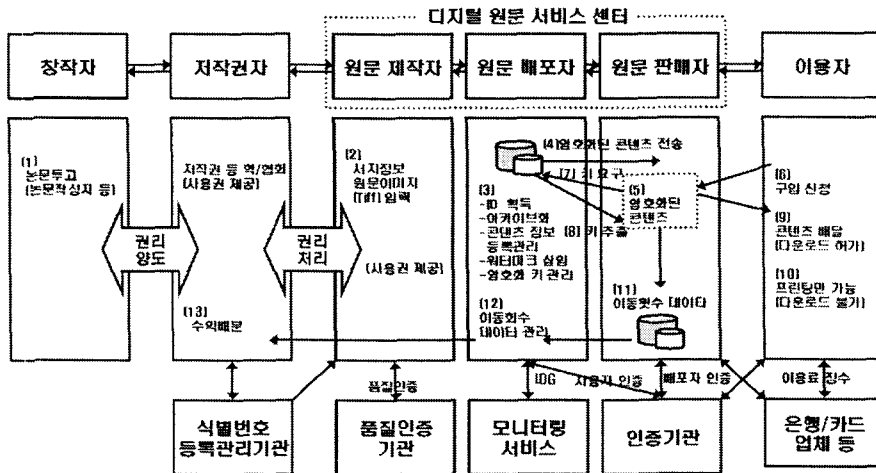 디지털 원문 서비스 센터
창작자
저작권자
원문 제작자
원문 배포자
원문 판매자
이용자
(1)
논문투고
(논문작성자 등)
권리
양도
저작권 등 학/협회
(사용권 제공)
(13)
수익배분
권리
처리
(2)
서지정보
원문이미지
(Tiff) 입력
(사용권 제공)
(3)
-ID 획득
-아카이브화
-콘텐츠 정보
등록관리
-워터마크 삽입
-암호화 키 관리
(12)
이동회수
데이터 관리
(4)암호화된 콘텐츠 전송
(7) 키 요구
(8) 키 추출
(5)
암호화된
콘텐츠
(11)
이동횟수 데이타
(6)
구입 신청
(9)
콘텐츠 배달
(다운로드 허가)
(10)
프린팅만 가능
(다운로드 불가)
품질인증
LOG
사용자 인증
배포자 인증
이용료 징수
식별번호
등록관리기관
품질인증
기관
모니터링
서비스
인증기관
은행/카드
업체 등